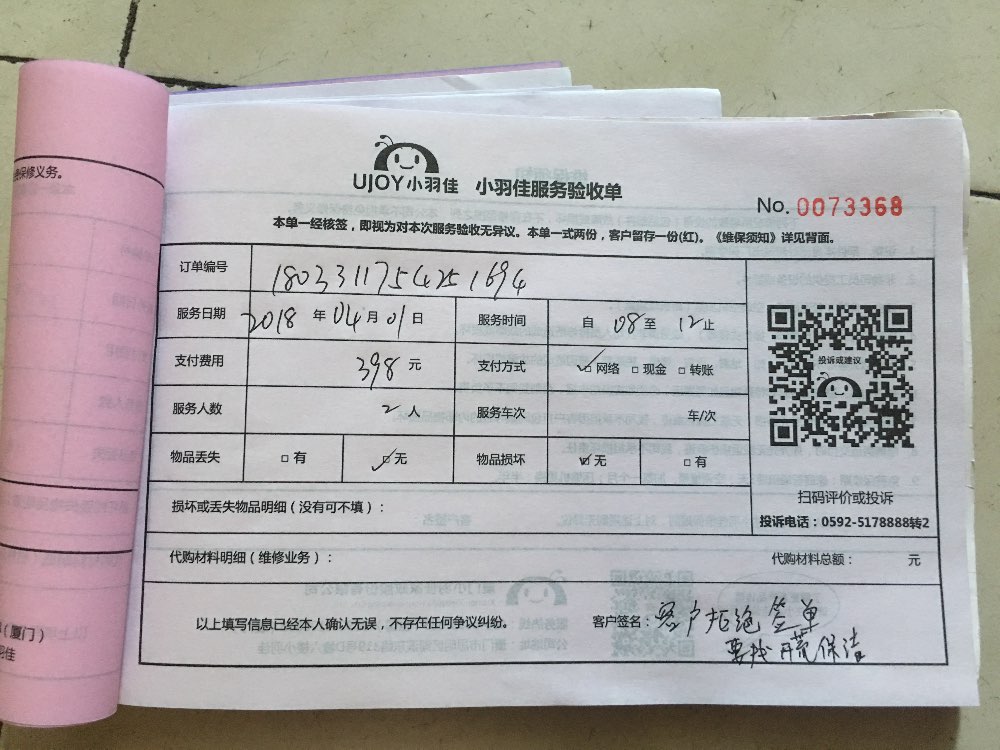 保修义务。
UJOY小羽佳 小羽佳服务验收单
No. 0073368
本单一经核签，即视为对本次服务验收无异议。本单一式两份，客户留存一份(红)。《维保须知》详见背面。
订单编号 1803311754251694
服务日期 2018 年 04 月 01 日 服务时间 自 08 至 12 止
支付费用 398 元 支付方式 ☑网络 □现金 □转账
服务人数 2 人 服务车次 车/次
物品丢失 □有 ☑无 物品损坏 ☑无 □有
投诉或建议
扫码评价或投诉
投诉电话：0592-5178888转2
损坏或丢失物品明细（没有可不填）：
代购材料明细（维修业务）： 代购材料总额： 元
以上填写信息已经本人确认无误，不存在任何争议纠纷。 客户签名：客户拒绝签单
要找开荒保洁
(厦门)
羽佳